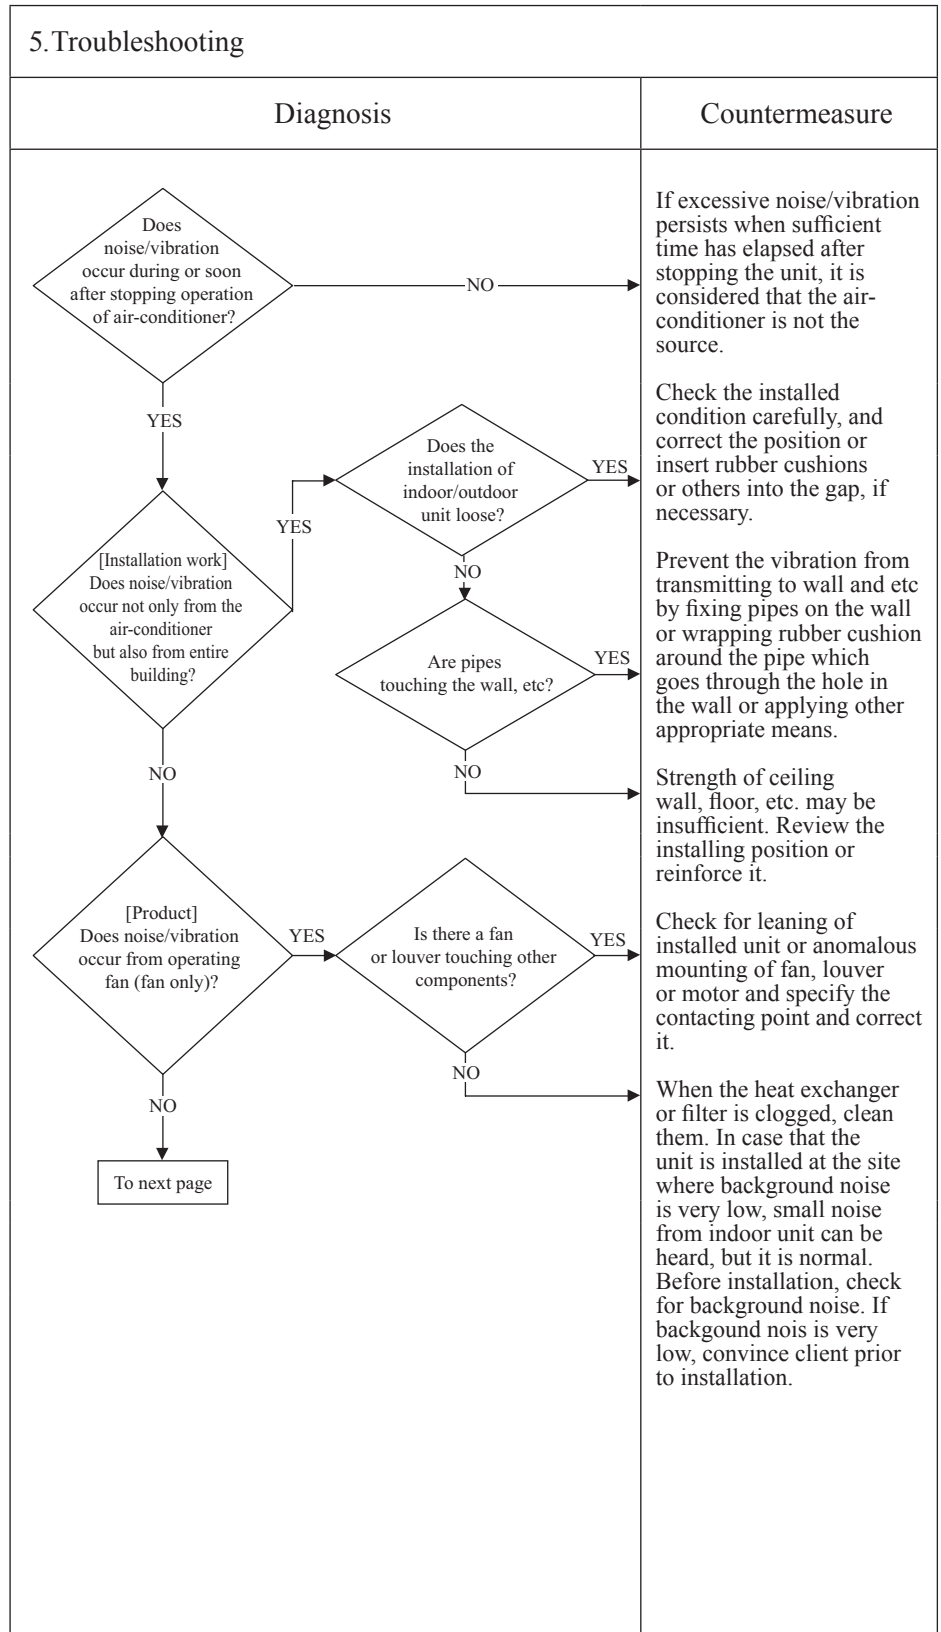 5.Troubleshooting
Diagnosis
Countermeasure
Does
noise/vibration
occur during or soon
after stopping operation
of air-conditioner?
NO
If excessive noise/vibration
persists when sufficient
time has elapsed after
stopping the unit, it is
considered that the air-
conditioner is not the
source.
YES
[Installation work]
Does noise/vibration
occur not only from the
air-conditioner
but also from entire
building?
YES
Does the
installation of
indoor/outdoor
unit loose?
YES
Check the installed
condition carefully, and
correct the position or
insert rubber cushions
or others into the gap, if
necessary.
NO
Are pipes
touching the wall, etc?
YES
Prevent the vibration from
transmitting to wall and etc
by fixing pipes on the wall
or wrapping rubber cushion
around the pipe which
goes through the hole in
the wall or applying other
appropriate means.
NO
Strength of ceiling
wall, floor, etc. may be
insufficient. Review the
installing position or
reinforce it.
NO
[Product]
Does noise/vibration
occur from operating
fan (fan only)?
YES
Is there a fan
or louver touching other
components?
YES
Check for leaning of
installed unit or anomalous
mounting of fan, louver
or motor and specify the
contacting point and correct
it.
NO
When the heat exchanger
or filter is clogged, clean
them. In case that the
unit is installed at the site
where background noise
is very low, small noise
from indoor unit can be
heard, but it is normal.
Before installation, check
for background noise. If
backgound nois is very
low, convince client prior
to installation.
NO
To next page